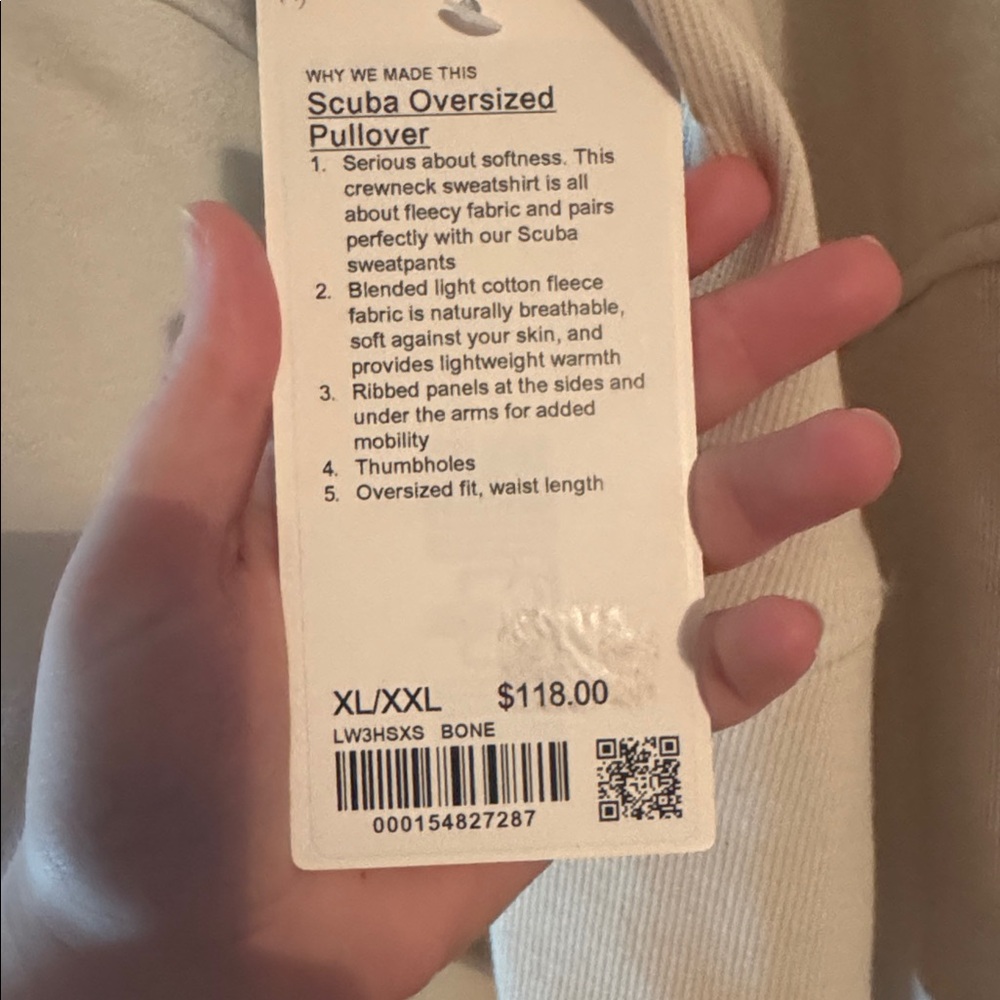 WHY WE MADE THIS
Scuba Oversized
Pullover
1. Serious about softness. This
crewneck sweatshirt is all
about fleecy fabric and pairs
perfectly with our Scuba
sweatpants
2. Blended light cotton fleece
fabric is naturally breathable,
soft against your skin, and
provides lightweight warmth
3. Ribbed panels at the sides and
under the arms for added
mobility
4. Thumbholes
5. Oversized fit, waist length
XL/XXL $118.00
LW3HSXS BONE
000154827287